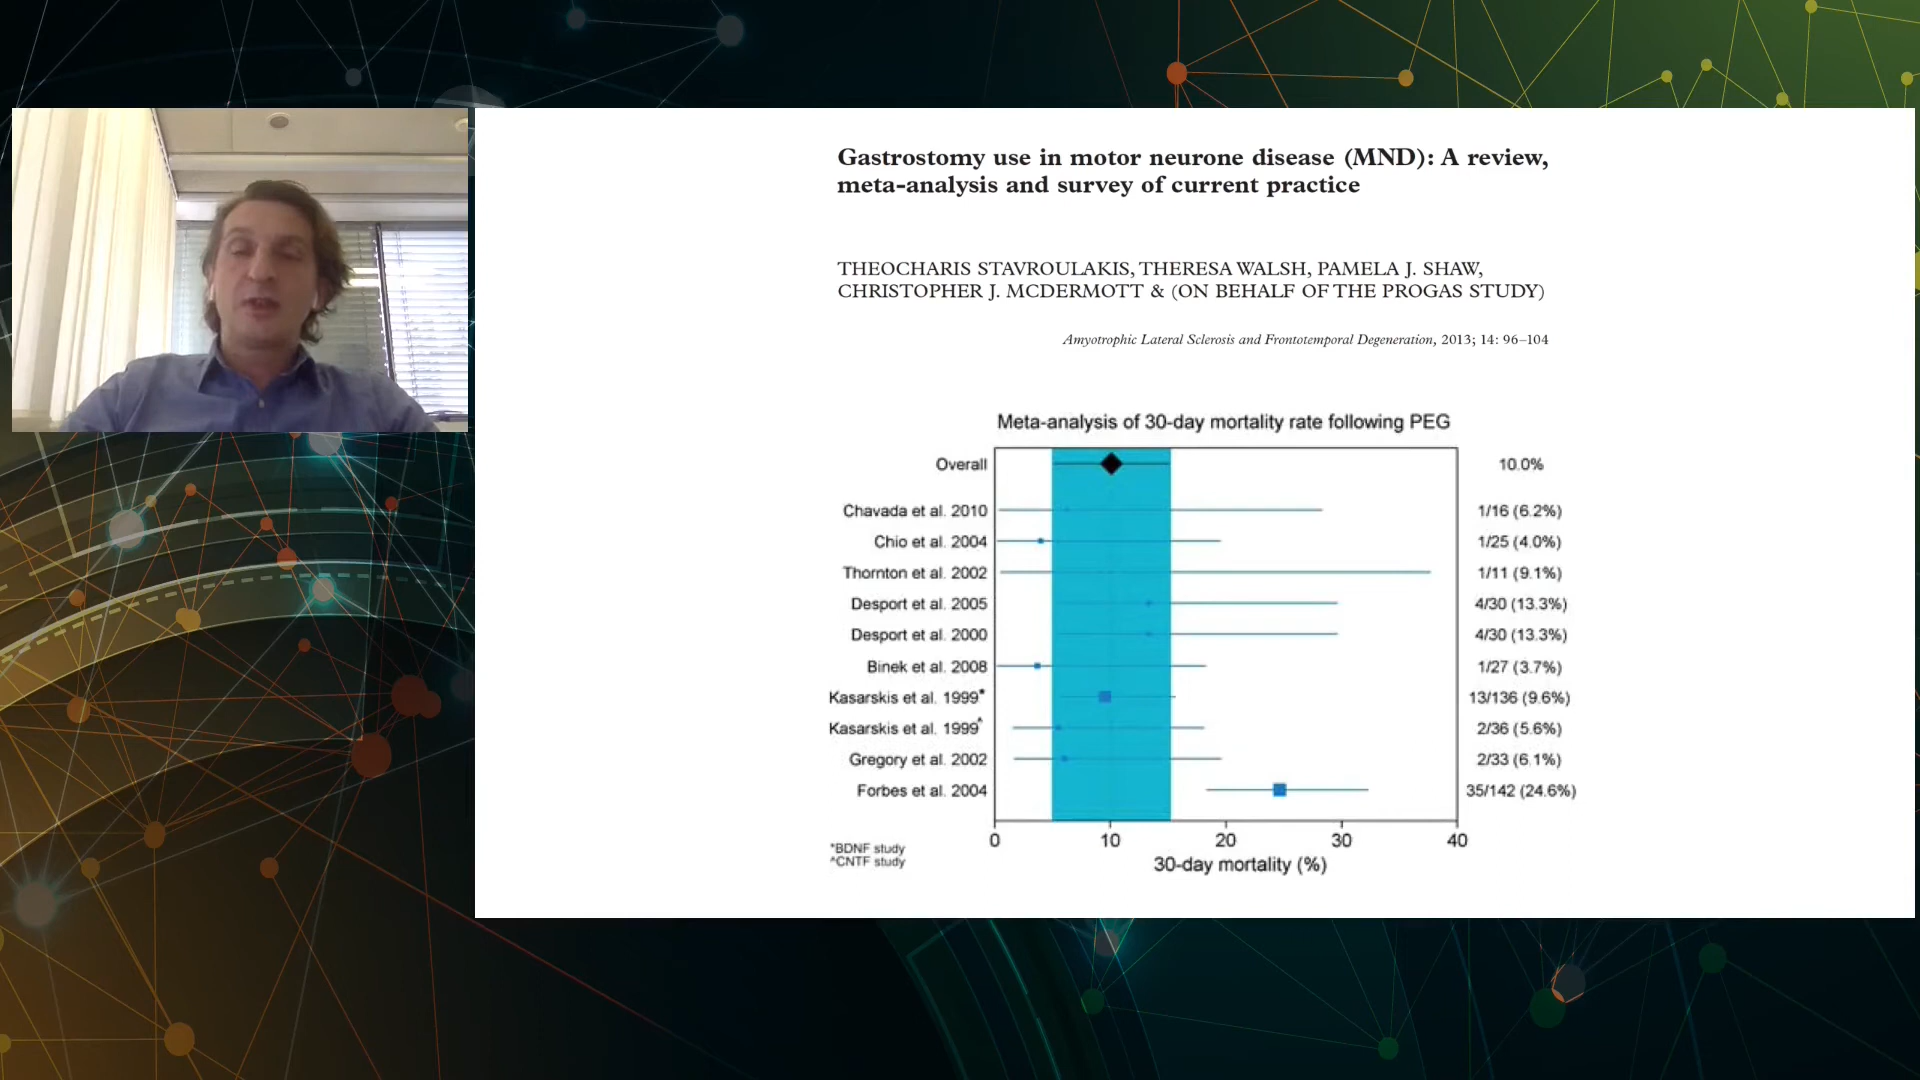 Gastrostomy use in motor neurone disease (MND): A review,
meta-analysis and survey of current practice
THEOCHARIS STAVROULAKIS, THERESA WALSH, PAMELA J. SHAW,
CHRISTOPHER J. MCDERMOTT & (ON BEHALF OF THE PROGAS STUDY)
Amyotrophic Lateral Sclerosis and Frontotemporal Degeneration, 2013; 14: 96–104
Meta-analysis of 30-day mortality rate following PEG
Overall 10.0%
Chavada et al. 2010 1/16 (6.2%)
Chio et al. 2004 1/25 (4.0%)
Thornton et al. 2002 1/11 (9.1%)
Desport et al. 2005 4/30 (13.3%)
Desport et al. 2000 4/30 (13.3%)
Binek et al. 2008 1/27 (3.7%)
Kasarskis et al. 1999* 13/136 (9.6%)
Kasarskis et al. 1999^ 2/36 (5.6%)
Gregory et al. 2002 2/33 (6.1%)
Forbes et al. 2004 35/142 (24.6%)
0 10 20 30 40
30-day mortality (%)
*BDNF study
^CNTF study